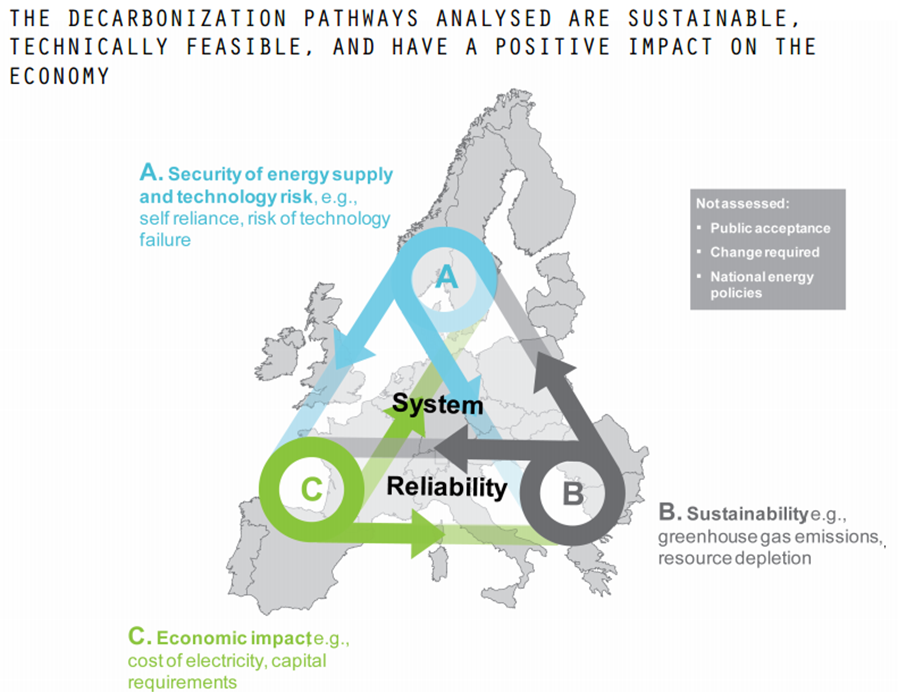 THE DECARBONIZATION PATHWAYS ANALYSED ARE SUSTAINABLE,
TECHNICALLY FEASIBLE, AND HAVE A POSITIVE IMPACT ON THE
ECONOMY
A. Security of energy supply
and technology risk, e.g.,
self reliance, risk of technology
failure
Not assessed:
▪ Public acceptance
▪ Change required
▪ National energy
policies
A
System
C
Reliability
B
B. Sustainability e.g.,
greenhouse gas emissions,
resource depletion
C. Economic impact e.g.,
cost of electricity, capital
requirements